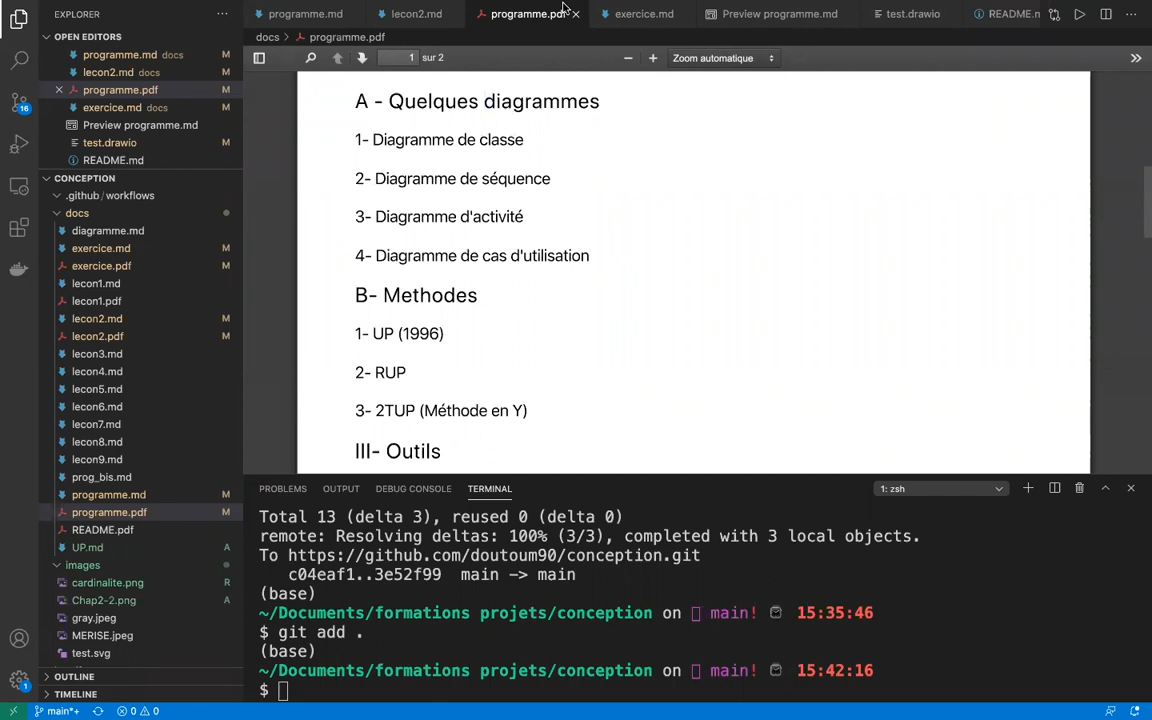 EXPLORER
OPEN EDITORS
programme.md docs M
lecon2.md docs M
programme.pdf M
exercice.md docs M
Preview programme.md
test.drawio M
README.md
CONCEPTION
.github / workflows
docs
diagramme.md
exercice.md M
exercice.pdf M
lecon1.md
lecon1.pdf
lecon2.md M
lecon2.pdf M
lecon3.md
lecon4.md
lecon5.md
lecon6.md
lecon7.md
lecon8.md
lecon9.md
prog_bis.md
programme.md M
programme.pdf M
README.pdf
UP.md A
images
cardinalite.png R
Chap2-2.png A
gray.jpeg
MERISE.jpeg
test.svg
OUTLINE
TIMELINE
16
1
programme.md
lecon2.md
programme.pdf
exercice.md
Preview programme.md
test.drawio
README.m
docs > programme.pdf
1 sur 2
Zoom automatique
A - Quelques diagrammes
1- Diagramme de classe
2- Diagramme de séquence
3- Diagramme d'activité
4- Diagramme de cas d'utilisation
B- Methodes
1- UP (1996)
2- RUP
3- 2TUP (Méthode en Y)
III- Outils
PROBLEMS OUTPUT DEBUG CONSOLE TERMINAL
1: zsh
Total 13 (delta 3), reused 0 (delta 0)
remote: Resolving deltas: 100% (3/3), completed with 3 local objects.
To https://github.com/doutoum90/conception.git
c04eaf1..3e52f99 main -> main
(base)
~/Documents/formations projets/conception on main! 15:35:46
$ git add .
(base)
~/Documents/formations projets/conception on main! 15:42:16
$
main*+ 0 0